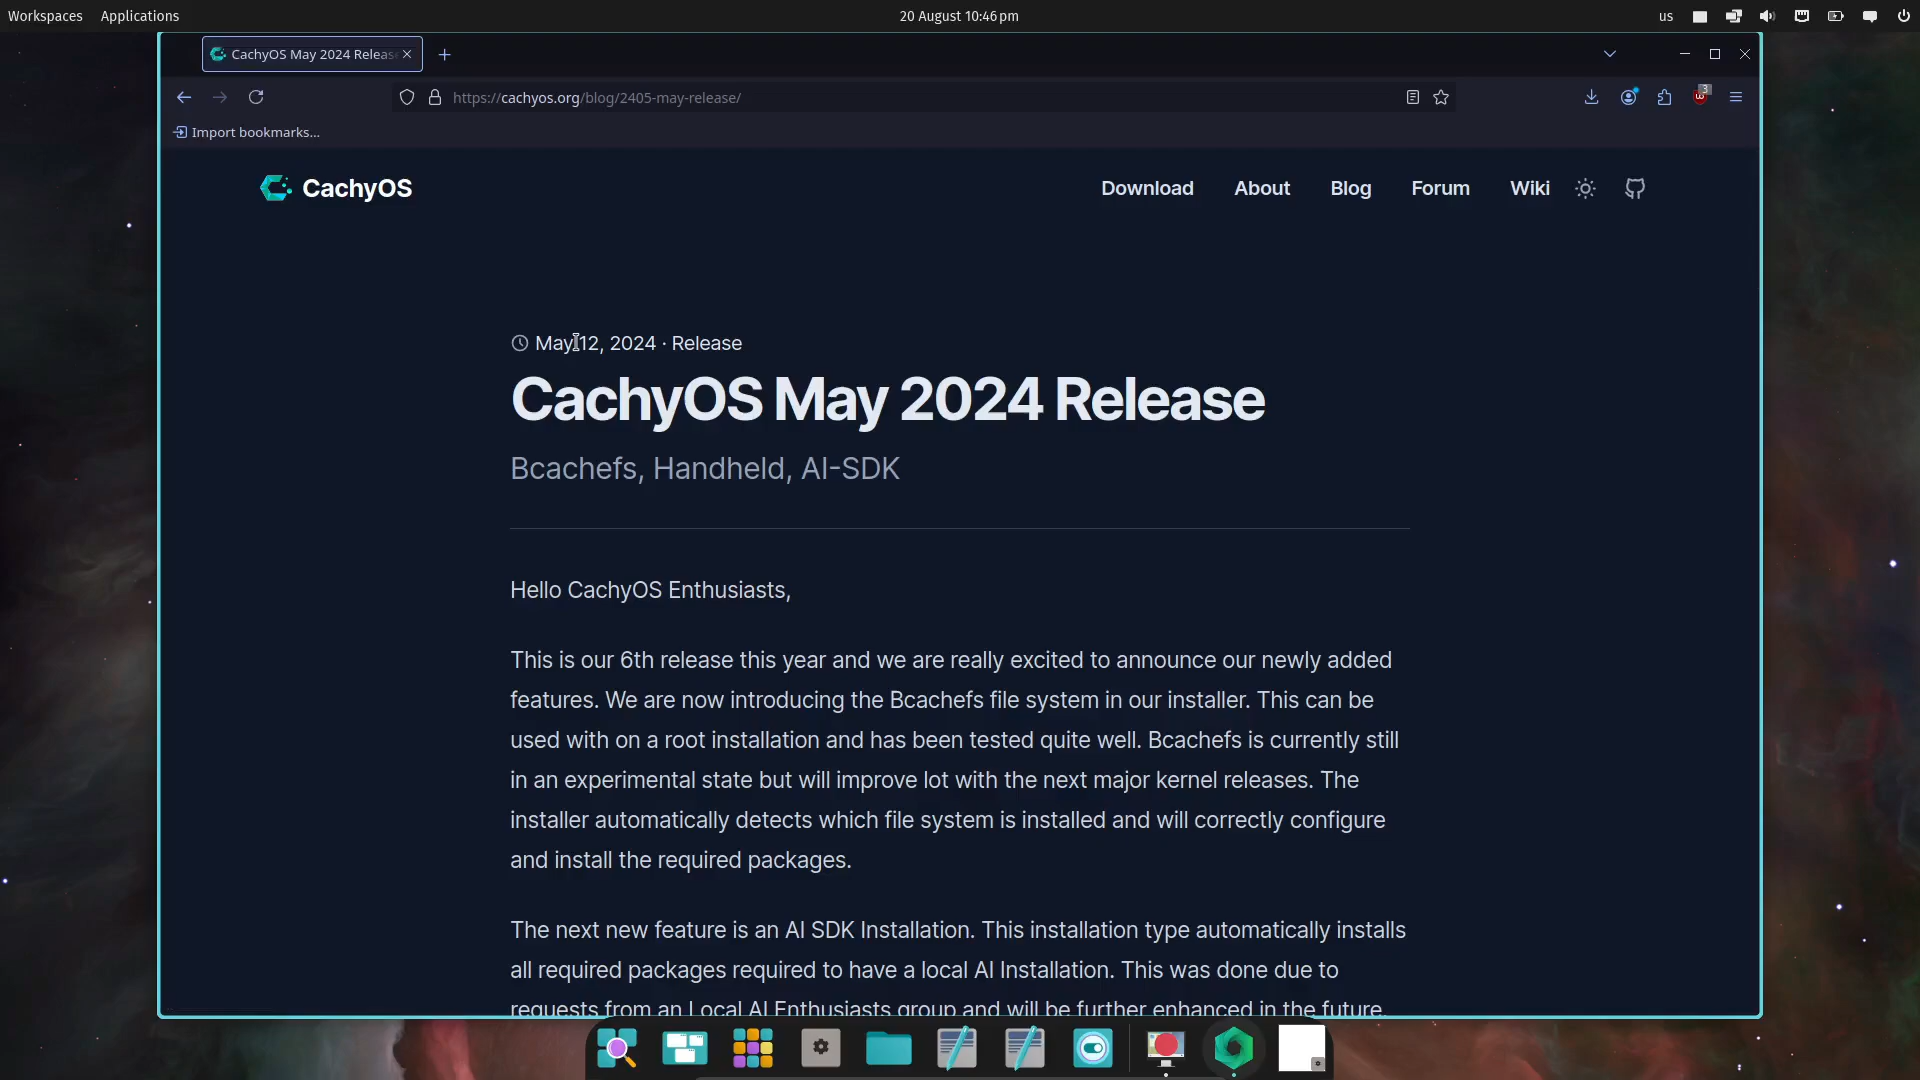 Workspaces Applications 20 August 10:46 pm us
CachyOS May 2024 Releas
https://cachyos.org/blog/2405-may-release/ 3
Import bookmarks...
CachyOS Download About Blog Forum Wiki
May 12, 2024 · Release
CachyOS May 2024 Release
Bcachefs, Handheld, AI-SDK
Hello CachyOS Enthusiasts,
This is our 6th release this year and we are really excited to announce our newly added
features. We are now introducing the Bcachefs file system in our installer. This can be
used with on a root installation and has been tested quite well. Bcachefs is currently still
in an experimental state but will improve lot with the next major kernel releases. The
installer automatically detects which file system is installed and will correctly configure
and install the required packages.
The next new feature is an AI SDK Installation. This installation type automatically installs
all required packages required to have a local AI Installation. This was done due to
requests from an Local AI Enthusiasts group and will be further enhanced in the future.